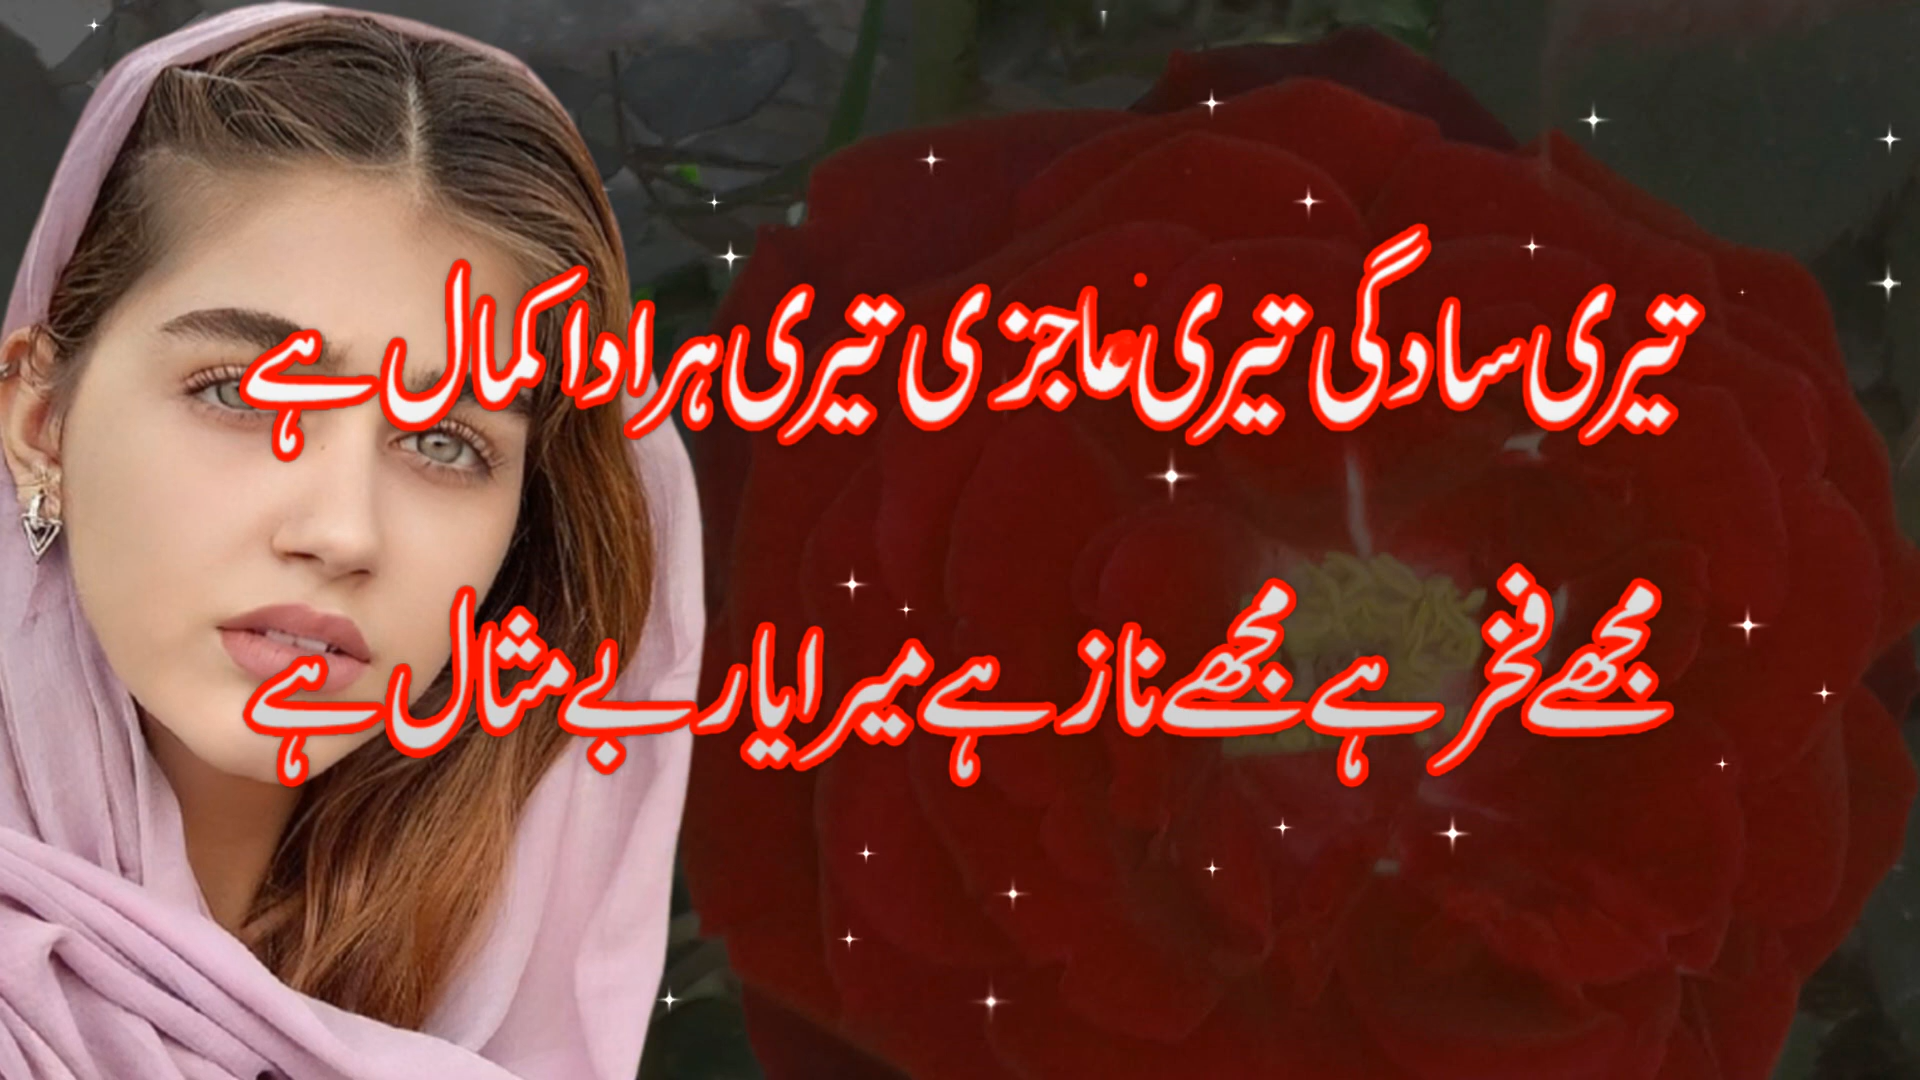 تیری سادگی تیری عاجزی تیری ہر ادا کمال ہے
مجھے فخر ہے مجھے ناز ہے میرا یار بے مثال ہے